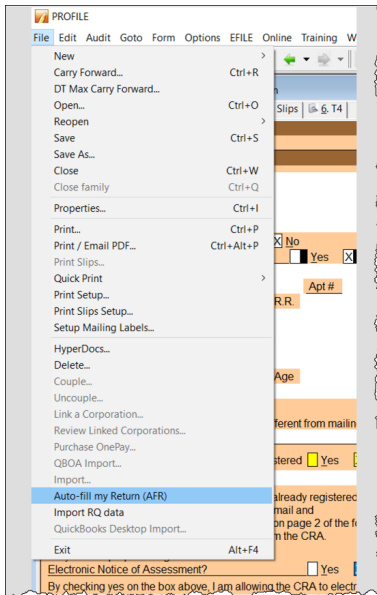 PROFILE
File Edit Audit Goto Form Options EFILE Online Training W
New
Carry Forward... Ctrl+R
DT Max Carry Forward...
Open... Ctrl+O
Reopen
Save Ctrl+S
Save As...
Close Ctrl+W
Close family Ctrl+Q
Properties... Ctrl+I
Print... Ctrl+P
Print / Email PDF... Ctrl+Alt+P
Print Slips...
Quick Print
Print Setup...
Print Slips Setup...
Setup Mailing Labels...
HyperDocs...
Delete...
Couple...
Uncouple...
Link a Corporation...
Review Linked Corporations...
Purchase OnePay...
QBOA Import...
Import...
Auto-fill my Return (AFR)
Import RQ data
QuickBooks Desktop Import...
Exit Alt+F4
n
Slips 6. T4
X No
Yes X
Apt #
R.R.
Age
ferent from mailin
stered Yes
already registered
mail and
on page 2 of the fo
m the CRA.
Electronic Notice of Assessment? Yes
By checking yes on the box above, I am allowing the CRA to electr